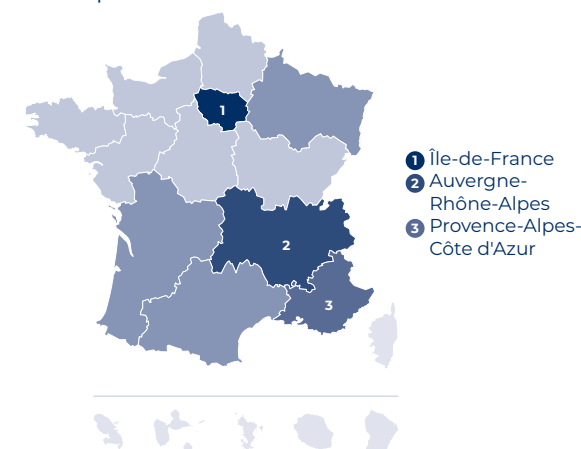 1
2
3
1 Île-de-France
2 Auvergne-
Rhône-Alpes
3 Provence-Alpes-
Côte d'Azur